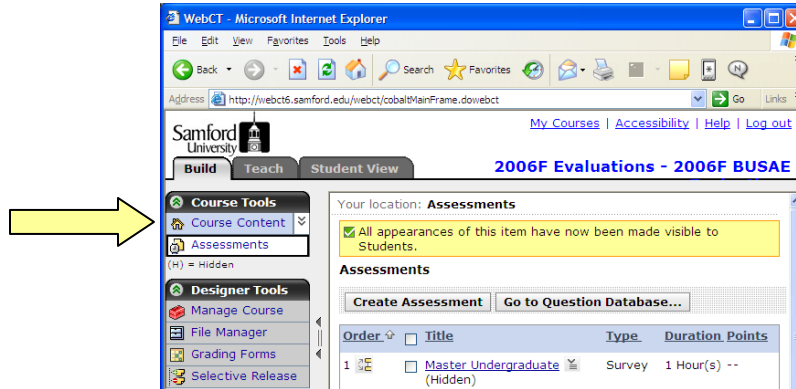 WebCT - Microsoft Internet Explorer
File Edit View Favorites Tools Help
Back Search Favorites
Address http://webct6.samford.edu/webct/cobaltMainFrame.dowebct Go Links
Samford University
My Courses | Accessibility | Help | Log out
Build Teach Student View
2006F Evaluations - 2006F BUSAE
Course Tools
Course Content
Assessments
(H) = Hidden
Designer Tools
Manage Course
File Manager
Grading Forms
Selective Release
Your location: Assessments
All appearances of this item have now been made visible to
Students.
Assessments
Create Assessment Go to Question Database...
Order Title Type Duration Points
1 Master Undergraduate Survey 1 Hour(s) --
(Hidden)